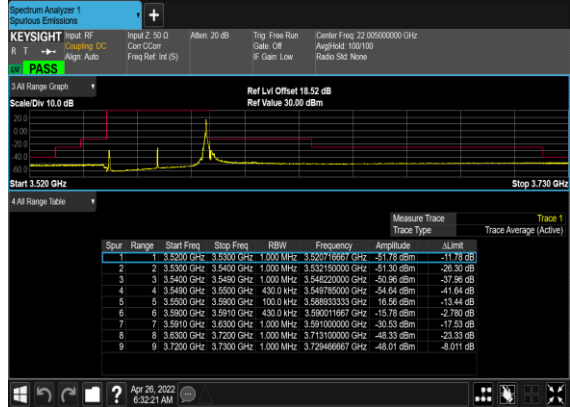 Spectrum Analyzer 1
Spurious Emissions
+
KEYSIGHT Input: RF Input Z: 50 Ω Atten: 20 dB Trig: Free Run Center Freq: 22.005000000 GHz
R T Coupling: DC Corr CCorr Gate: Off Avg|Hold: 100/100
Align: Auto Freq Ref: Int (S) IF Gain: Low Radio Std: None
PASS
3 All Range Graph
Ref Lvl Offset 18.52 dB
Scale/Div 10.0 dB Ref Value 30.00 dBm
20.0
0.00
-20.0
-40.0
-60.0
Start 3.520 GHz Stop 3.730 GHz
4 All Range Table
Measure Trace Trace 1
Trace Type Trace Average (Active)
Spur Range Start Freq Stop Freq RBW Frequency Amplitude ΔLimit
1 1 3.5200 GHz 3.5300 GHz 1.000 MHz 3.520716667 GHz -51.78 dBm -11.78 dB
2 2 3.5300 GHz 3.5400 GHz 1.000 MHz 3.532150000 GHz -51.30 dBm -26.30 dB
3 3 3.5400 GHz 3.5490 GHz 1.000 MHz 3.548220000 GHz -50.96 dBm -37.96 dB
4 4 3.5490 GHz 3.5500 GHz 430.0 kHz 3.549785000 GHz -54.64 dBm -41.64 dB
5 5 3.5500 GHz 3.5900 GHz 100.0 kHz 3.588933333 GHz 16.56 dBm -13.44 dB
6 6 3.5900 GHz 3.5910 GHz 430.0 kHz 3.590011667 GHz -15.78 dBm -2.780 dB
7 7 3.5910 GHz 3.6300 GHz 1.000 MHz 3.591000000 GHz -30.53 dBm -17.53 dB
8 8 3.6300 GHz 3.7200 GHz 1.000 MHz 3.713100000 GHz -48.33 dBm -23.33 dB
9 9 3.7200 GHz 3.7300 GHz 1.000 MHz 3.729466667 GHz -48.01 dBm -8.011 dB
? Apr 26, 2022
6:32:21 AM